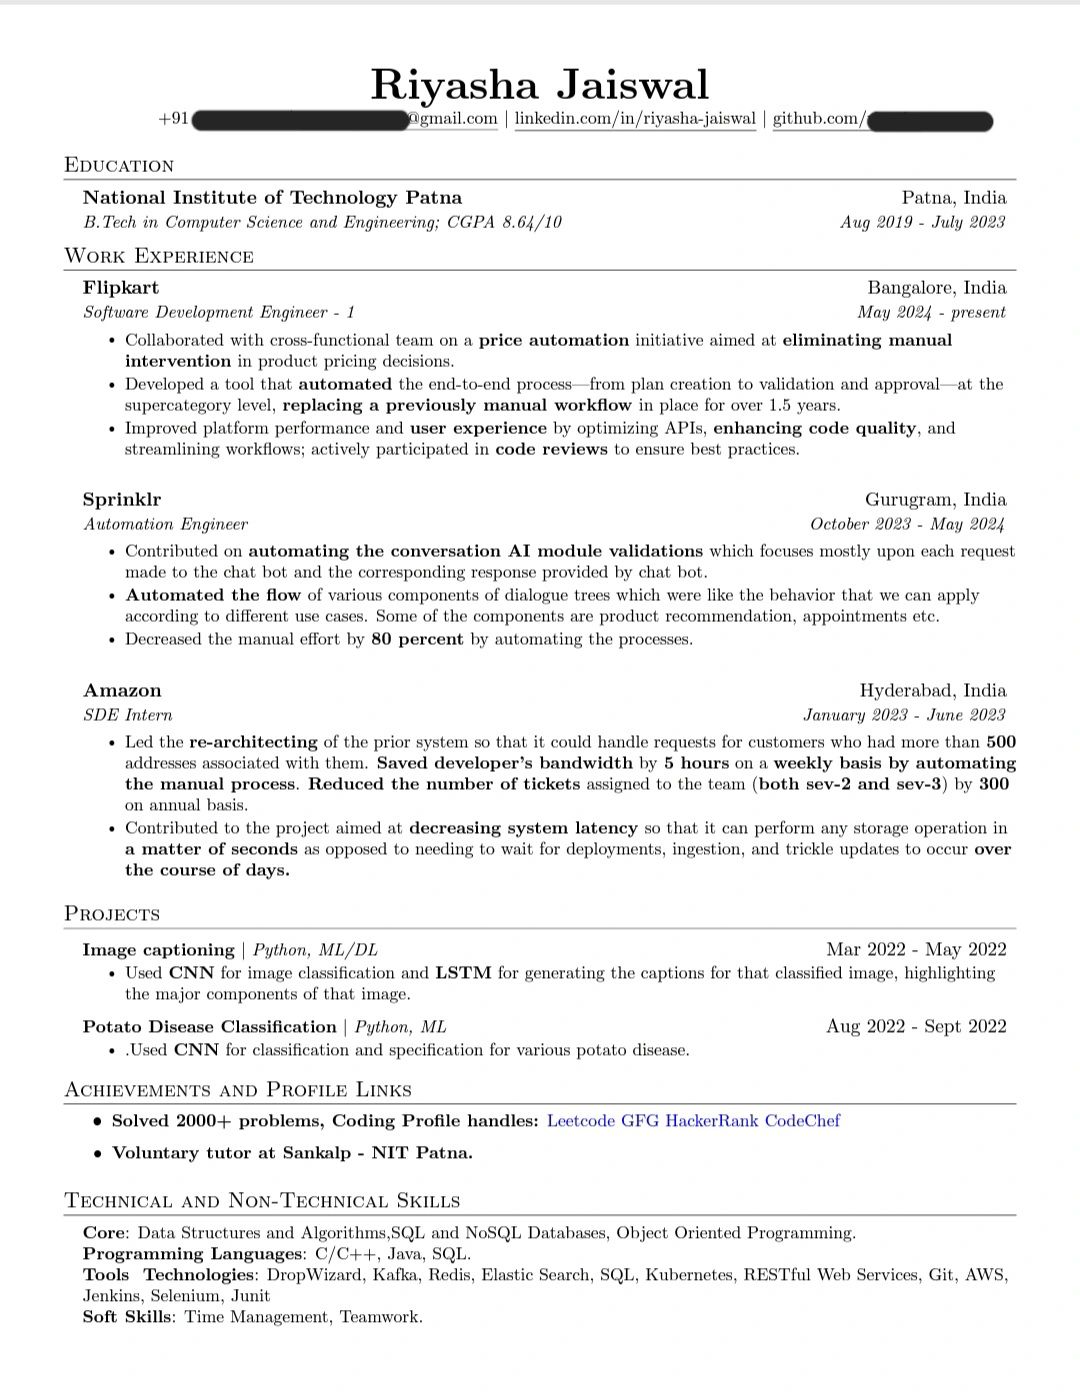 Riyasha Jaiswal
+91 @gmail.com | linkedin.com/in/riyasha-jaiswal | github.com/
Education
National Institute of Technology Patna Patna, India
B.Tech in Computer Science and Engineering; CGPA 8.64/10 Aug 2019 - July 2023
Work Experience
Flipkart Bangalore, India
Software Development Engineer - 1 May 2024 - present
• Collaborated with cross-functional team on a price automation initiative aimed at eliminating manual
intervention in product pricing decisions.
• Developed a tool that automated the end-to-end process—from plan creation to validation and approval—at the
supercategory level, replacing a previously manual workflow in place for over 1.5 years.
• Improved platform performance and user experience by optimizing APIs, enhancing code quality, and
streamlining workflows; actively participated in code reviews to ensure best practices.
Sprinklr Gurugram, India
Automation Engineer October 2023 - May 2024
• Contributed on automating the conversation AI module validations which focuses mostly upon each request
made to the chat bot and the corresponding response provided by chat bot.
• Automated the flow of various components of dialogue trees which were like the behavior that we can apply
according to different use cases. Some of the components are product recommendation, appointments etc.
• Decreased the manual effort by 80 percent by automating the processes.
Amazon Hyderabad, India
SDE Intern January 2023 - June 2023
• Led the re-architecting of the prior system so that it could handle requests for customers who had more than 500
addresses associated with them. Saved developer's bandwidth by 5 hours on a weekly basis by automating
the manual process. Reduced the number of tickets assigned to the team (both sev-2 and sev-3) by 300
on annual basis.
• Contributed to the project aimed at decreasing system latency so that it can perform any storage operation in
a matter of seconds as opposed to needing to wait for deployments, ingestion, and trickle updates to occur over
the course of days.
Projects
Image captioning | Python, ML/DL Mar 2022 - May 2022
• Used CNN for image classification and LSTM for generating the captions for that classified image, highlighting
the major components of that image.
Potato Disease Classification | Python, ML Aug 2022 - Sept 2022
• .Used CNN for classification and specification for various potato disease.
Achievements and Profile Links
• Solved 2000+ problems, Coding Profile handles: Leetcode GFG HackerRank CodeChef
• Voluntary tutor at Sankalp - NIT Patna.
Technical and Non-Technical Skills
Core: Data Structures and Algorithms,SQL and NoSQL Databases, Object Oriented Programming.
Programming Languages: C/C++, Java, SQL.
Tools Technologies: DropWizard, Kafka, Redis, Elastic Search, SQL, Kubernetes, RESTful Web Services, Git, AWS,
Jenkins, Selenium, Junit
Soft Skills: Time Management, Teamwork.